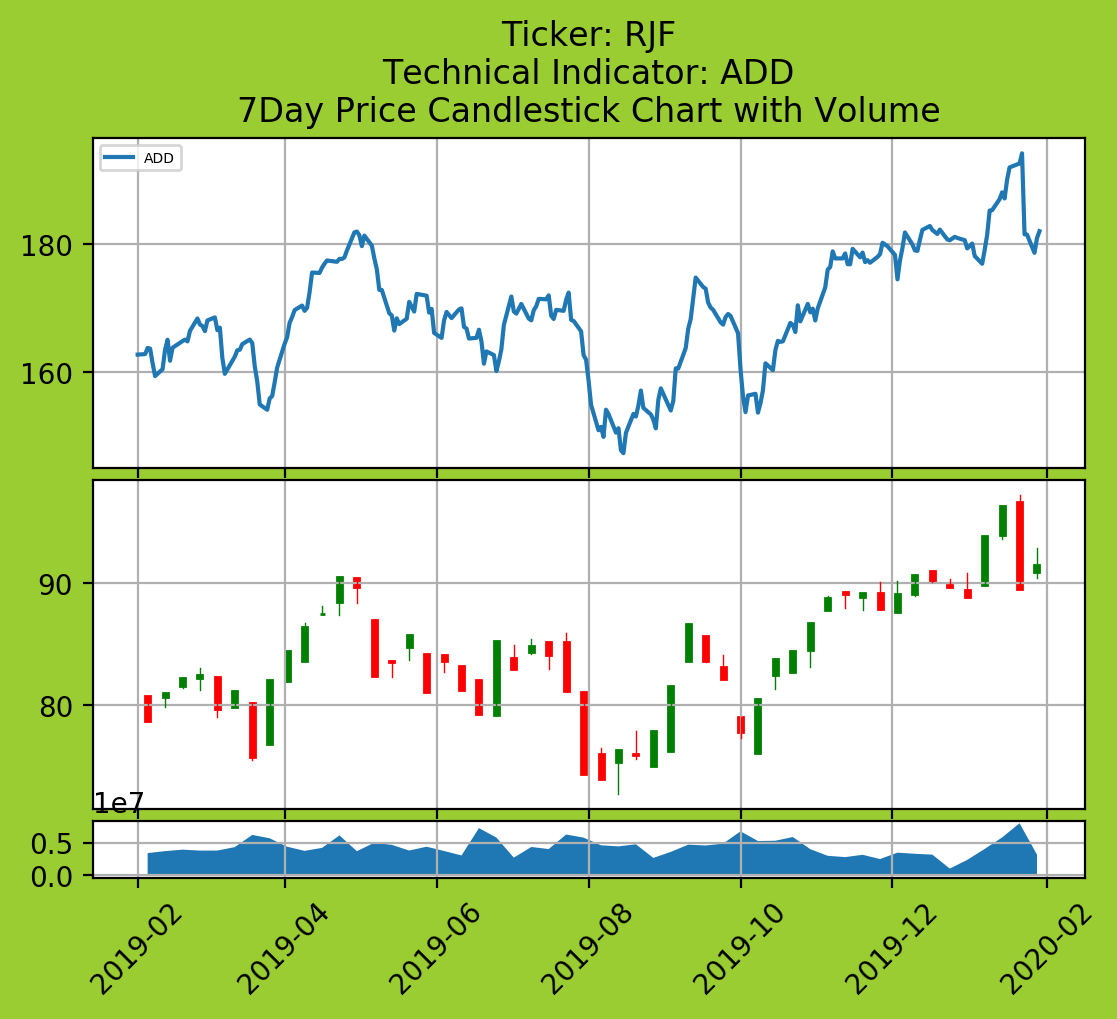 Ticker: RJF
Technical Indicator: ADD
7Day Price Candlestick Chart with Volume
ADD
180
160
90
80
1e7
0.5
0.0
2019-02
2019-04
2019-06
2019-08
2019-10
2019-12
2020-02